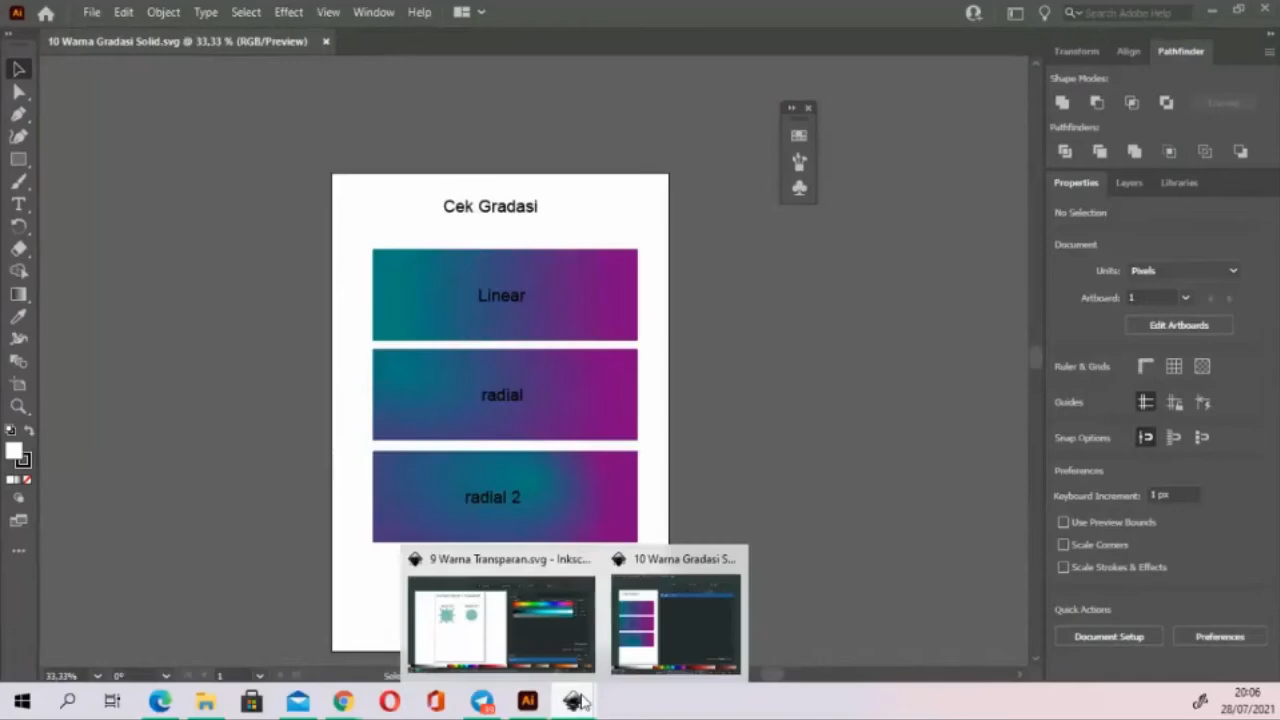 File Edit Object Type Select Effect View Window Help
Search Adobe Help
10 Warna Gradasi Solid.svg @ 33,33 % (RGB/Preview)
Transform Align Pathfinder
Shape Modes:
Pathfinders:
Properties Layers Libraries
No Selection
Document
Units: Pixels
Artboard: 1
Edit Artboards
Ruler & Grids
Guides
Snap Options
Preferences
Keyboard Increment: 1 px
Use Preview Bounds
Scale Corners
Scale Strokes & Effects
Quick Actions
Document Setup Preferences
Cek Gradasi
Linear
radial
radial 2
9 Warna Transparan.svg - Inksc...
10 Warna Gradasi S...
33,33% 0° 1
20:06
28/07/2021